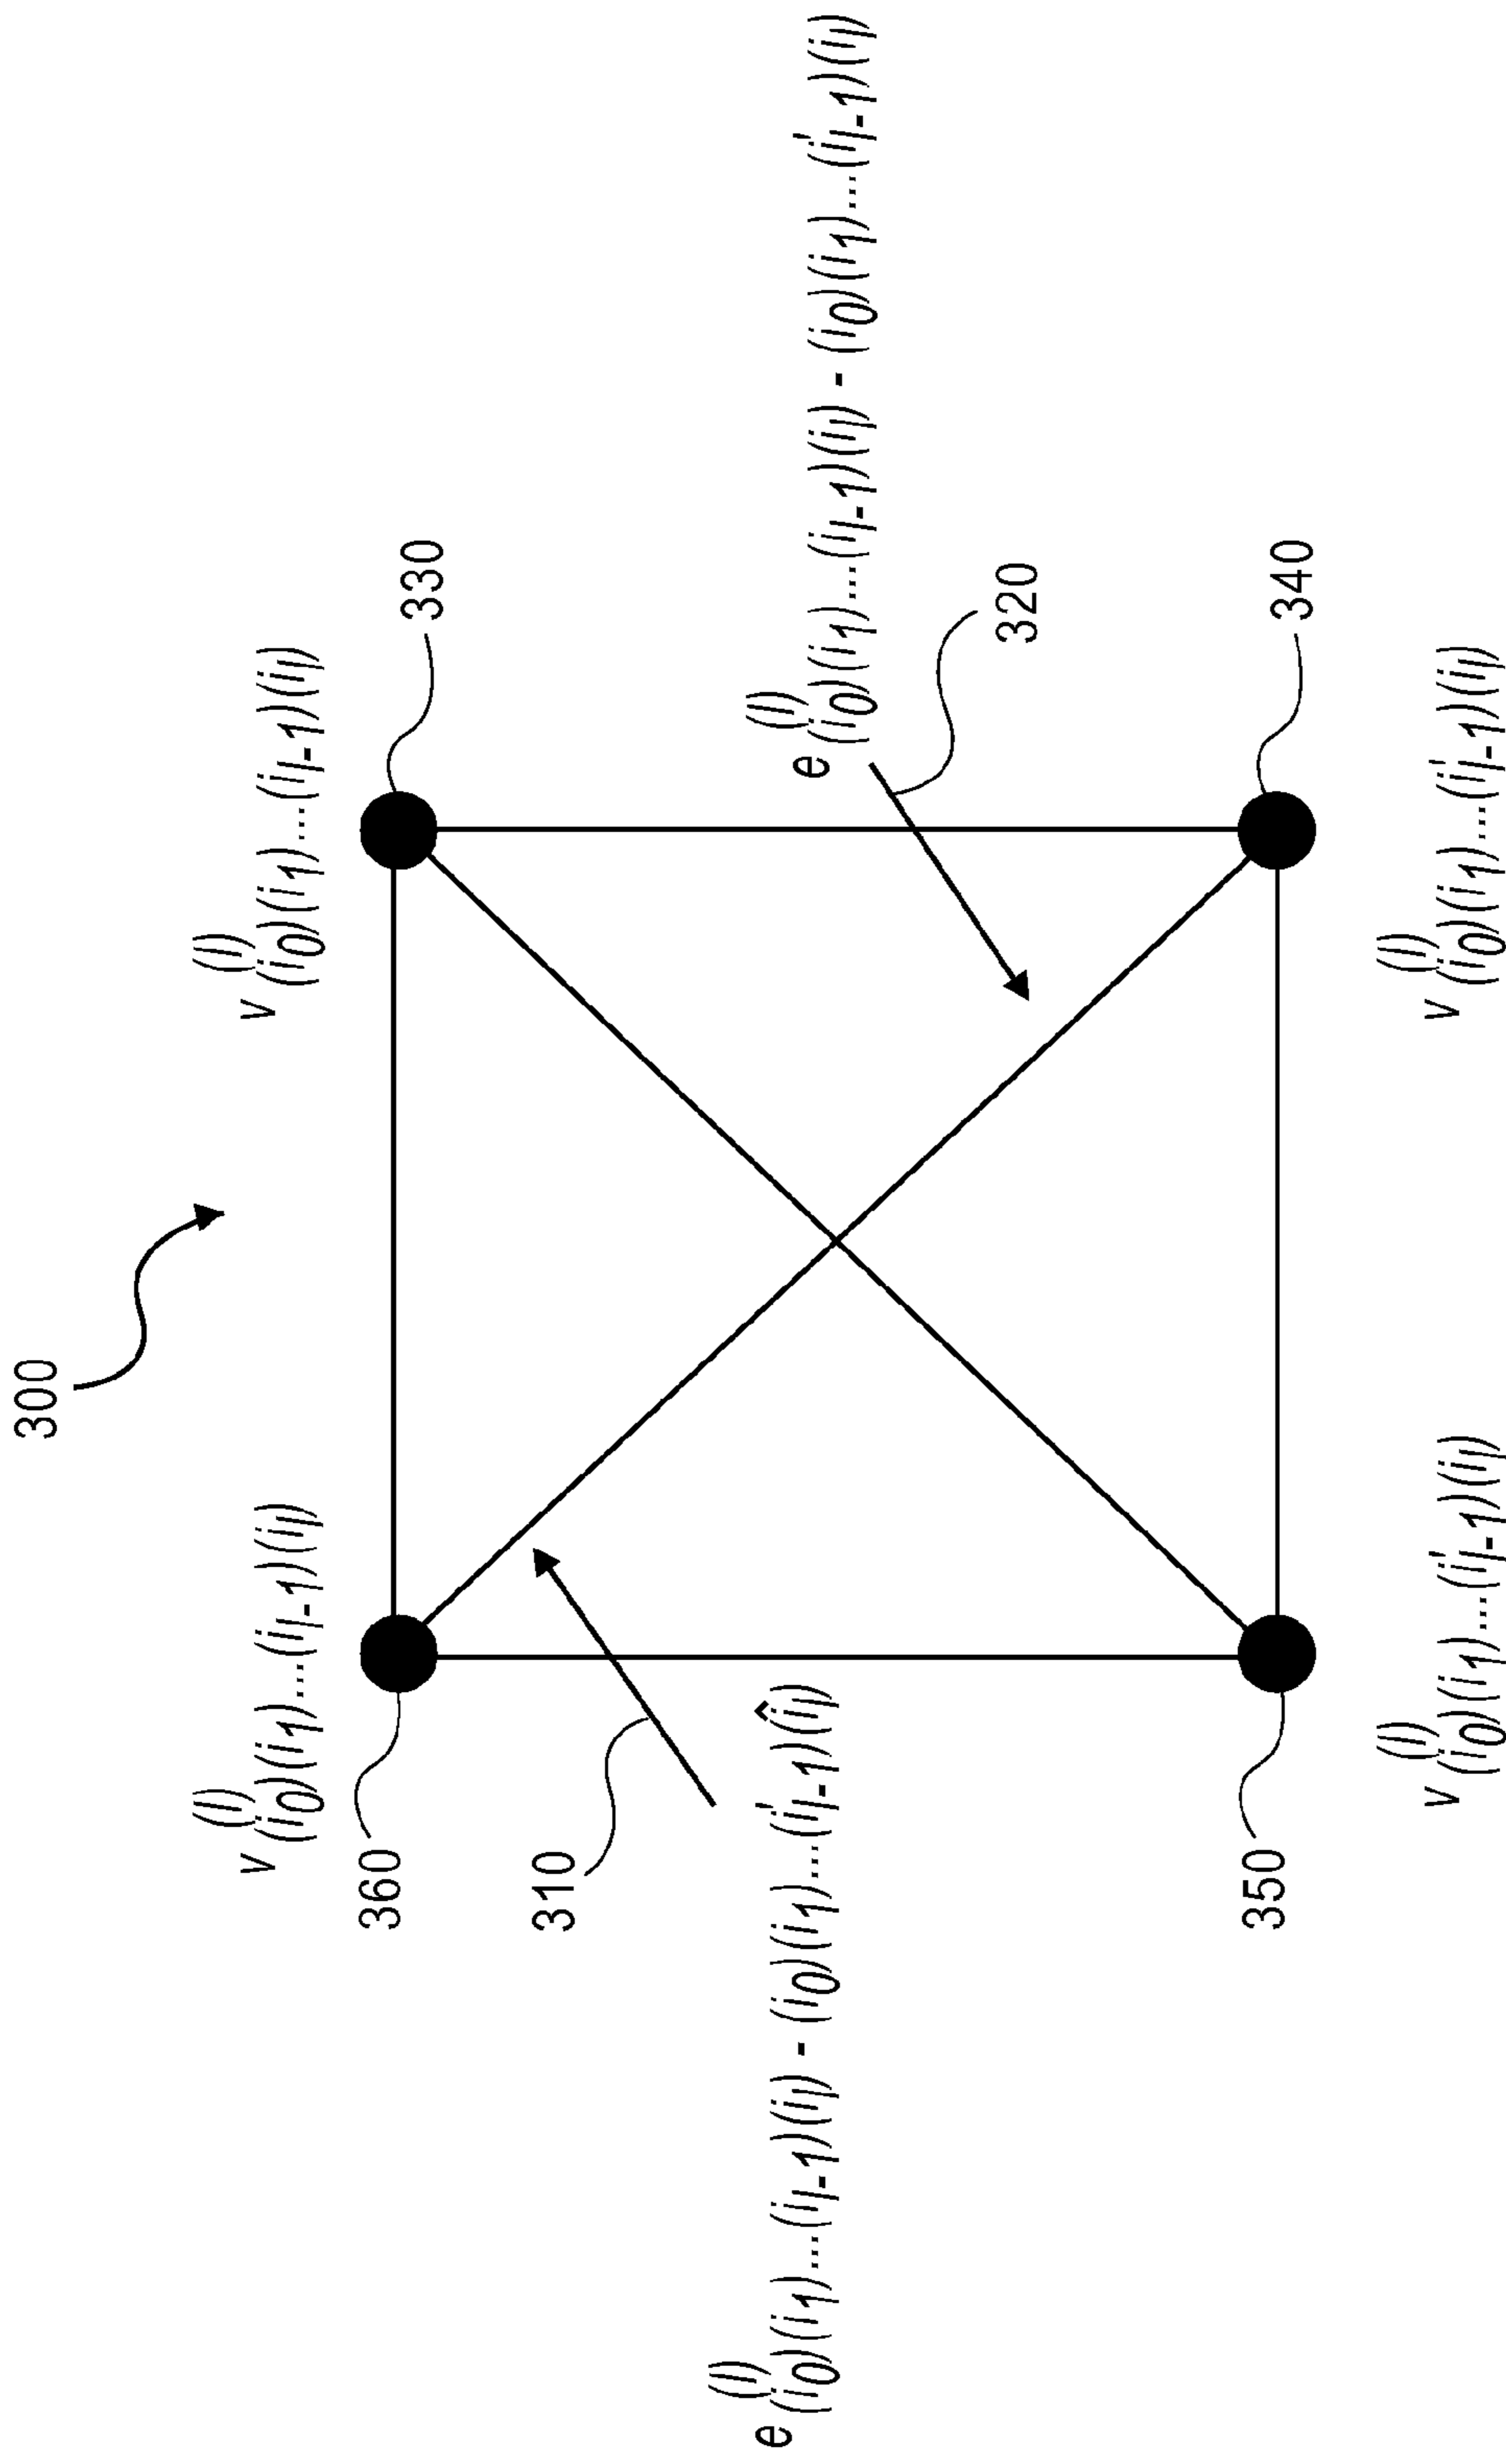 300
v (i₀)(i₁)...(iₗ₋₁)(iₗ)⁽ˡ⁾
v (i₀)(i₁)...(iₗ₋₁)(iₗ)⁽ˡ⁾
360
330
310
e (i₀)(i₁)...(iₗ₋₁)(iₗ) - (i₀)(i₁)...(i'ₗ₋₁)(îₗ)⁽ˡ⁾
e (i₀)(i₁)...(iₗ₋₁)(iₗ) - (i₀)(i₁)...(i'ₗ₋₁)(iₗ)⁽ˡ⁾
320
350
340
v (i₀)(i₁)...(i'ₗ₋₁)(iₗ)⁽ˡ⁾
v (i₀)(i₁)...(i'ₗ₋₁)(iₗ)⁽ˡ⁾